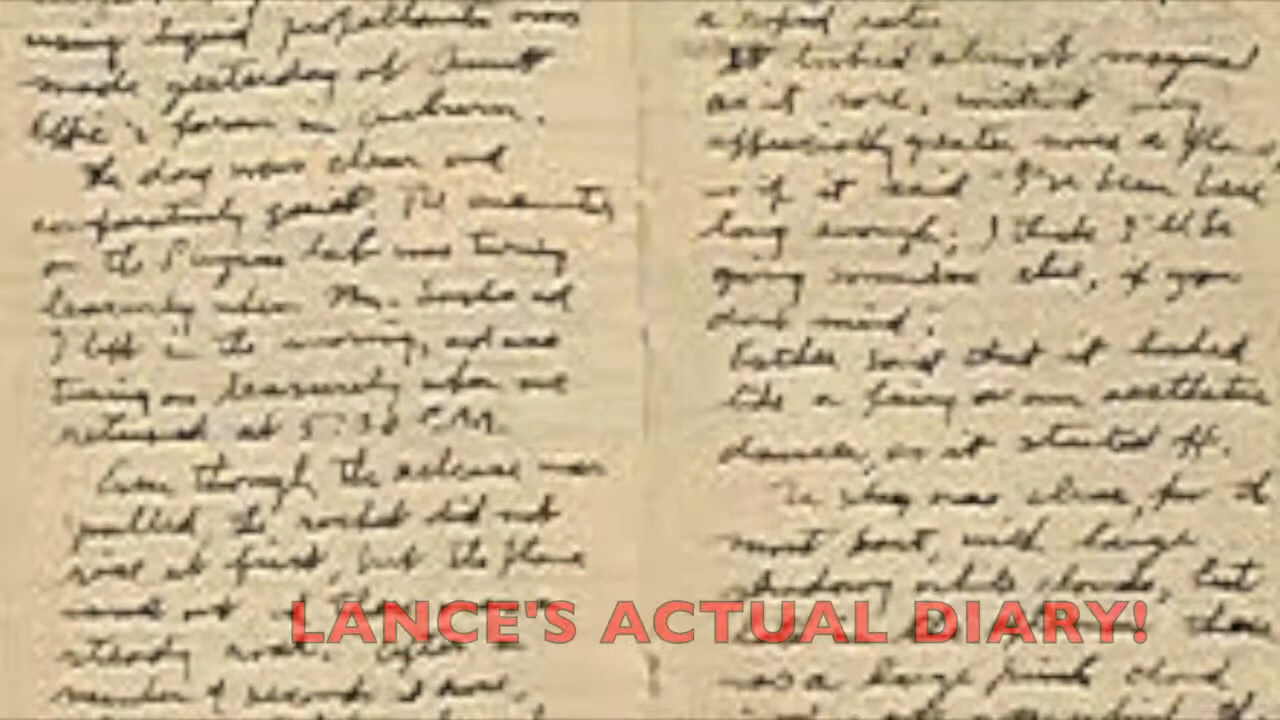 using liquid propellants was
made yesterday at Aunt
Effie's farm in Auburn.
The day was clear and
comparatively quiet. The anemometer
on the Physics lab was turning
leisurely when Mr. and
I left in the morning, and was
turning as leisurely when we
returned at 5:30 P.M.
Even though the release was
pulled, the rocket did not
rise at first, but the flame
came out
steady roar. After a
number of seconds it rose,
a rapid rate.
It looked almost magical
as it rose, without any
appreciably greater noise or flame,
as if it said "I've been here
long enough; I think I'll be
going somewhere else, if you
don't mind."
Esther said that it looked
like a fairy or an aesthetic
dancer, as it started off.
The sky was clear, for the
most part, with large
shadowy white clouds, but
there
was a large pink cloud
LANCE'S ACTUAL DIARY!